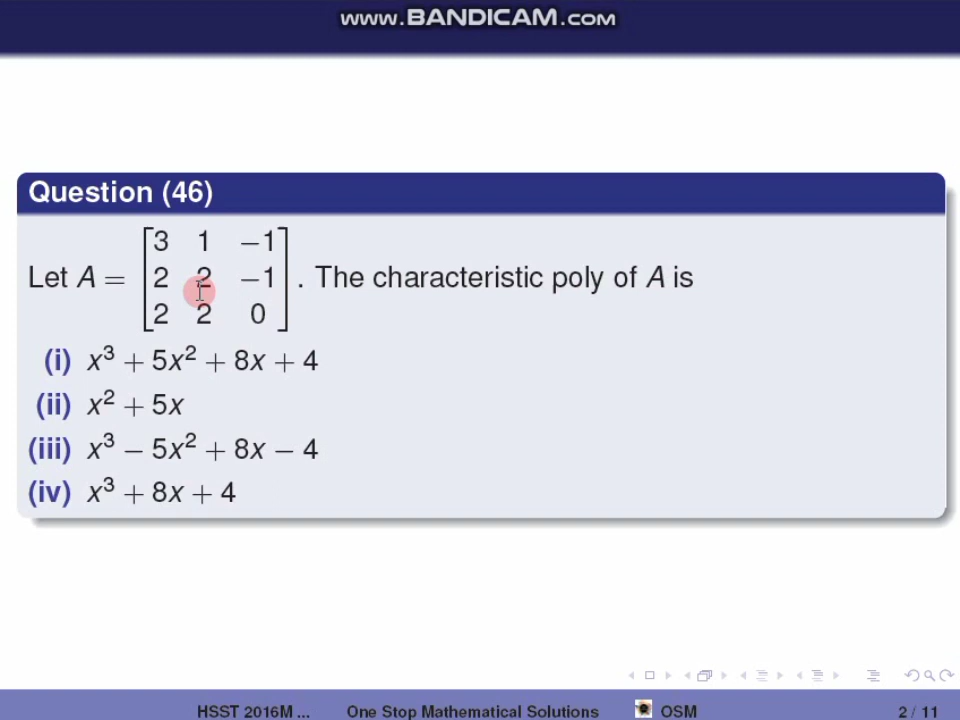 www.BANDICAM.com
Question (46)
Let A = [3 1 −1
2 2 −1
2 2 0]. The characteristic poly of A is
(i) x³ + 5x² + 8x + 4
(ii) x² + 5x
(iii) x³ − 5x² + 8x − 4
(iv) x³ + 8x + 4
HSST 2016M ... One Stop Mathematical Solutions OSM 2 / 11